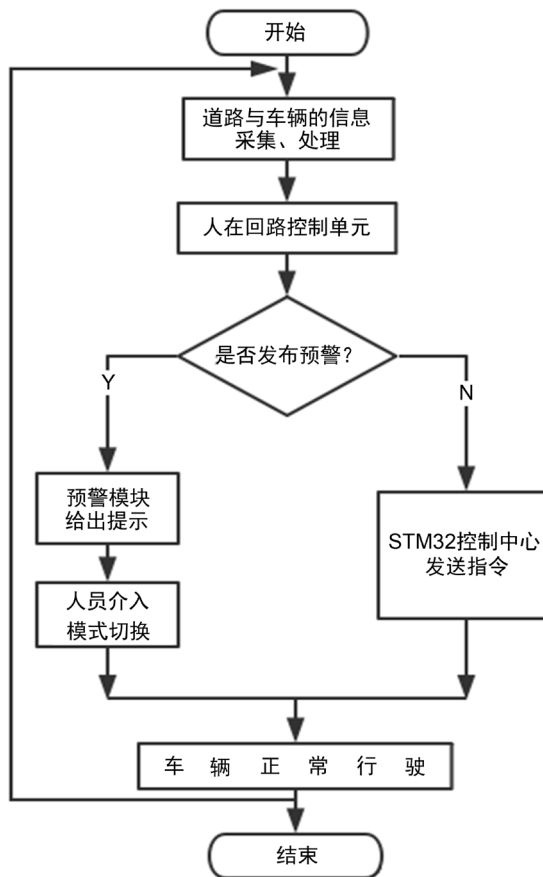 开始
道路与车辆的信息
采集、处理
人在回路控制单元
是否发布预警？
Y
N
预警模块
给出提示
STM32控制中心
发送指令
人员介入
模式切换
车 辆 正 常 行 驶
结束